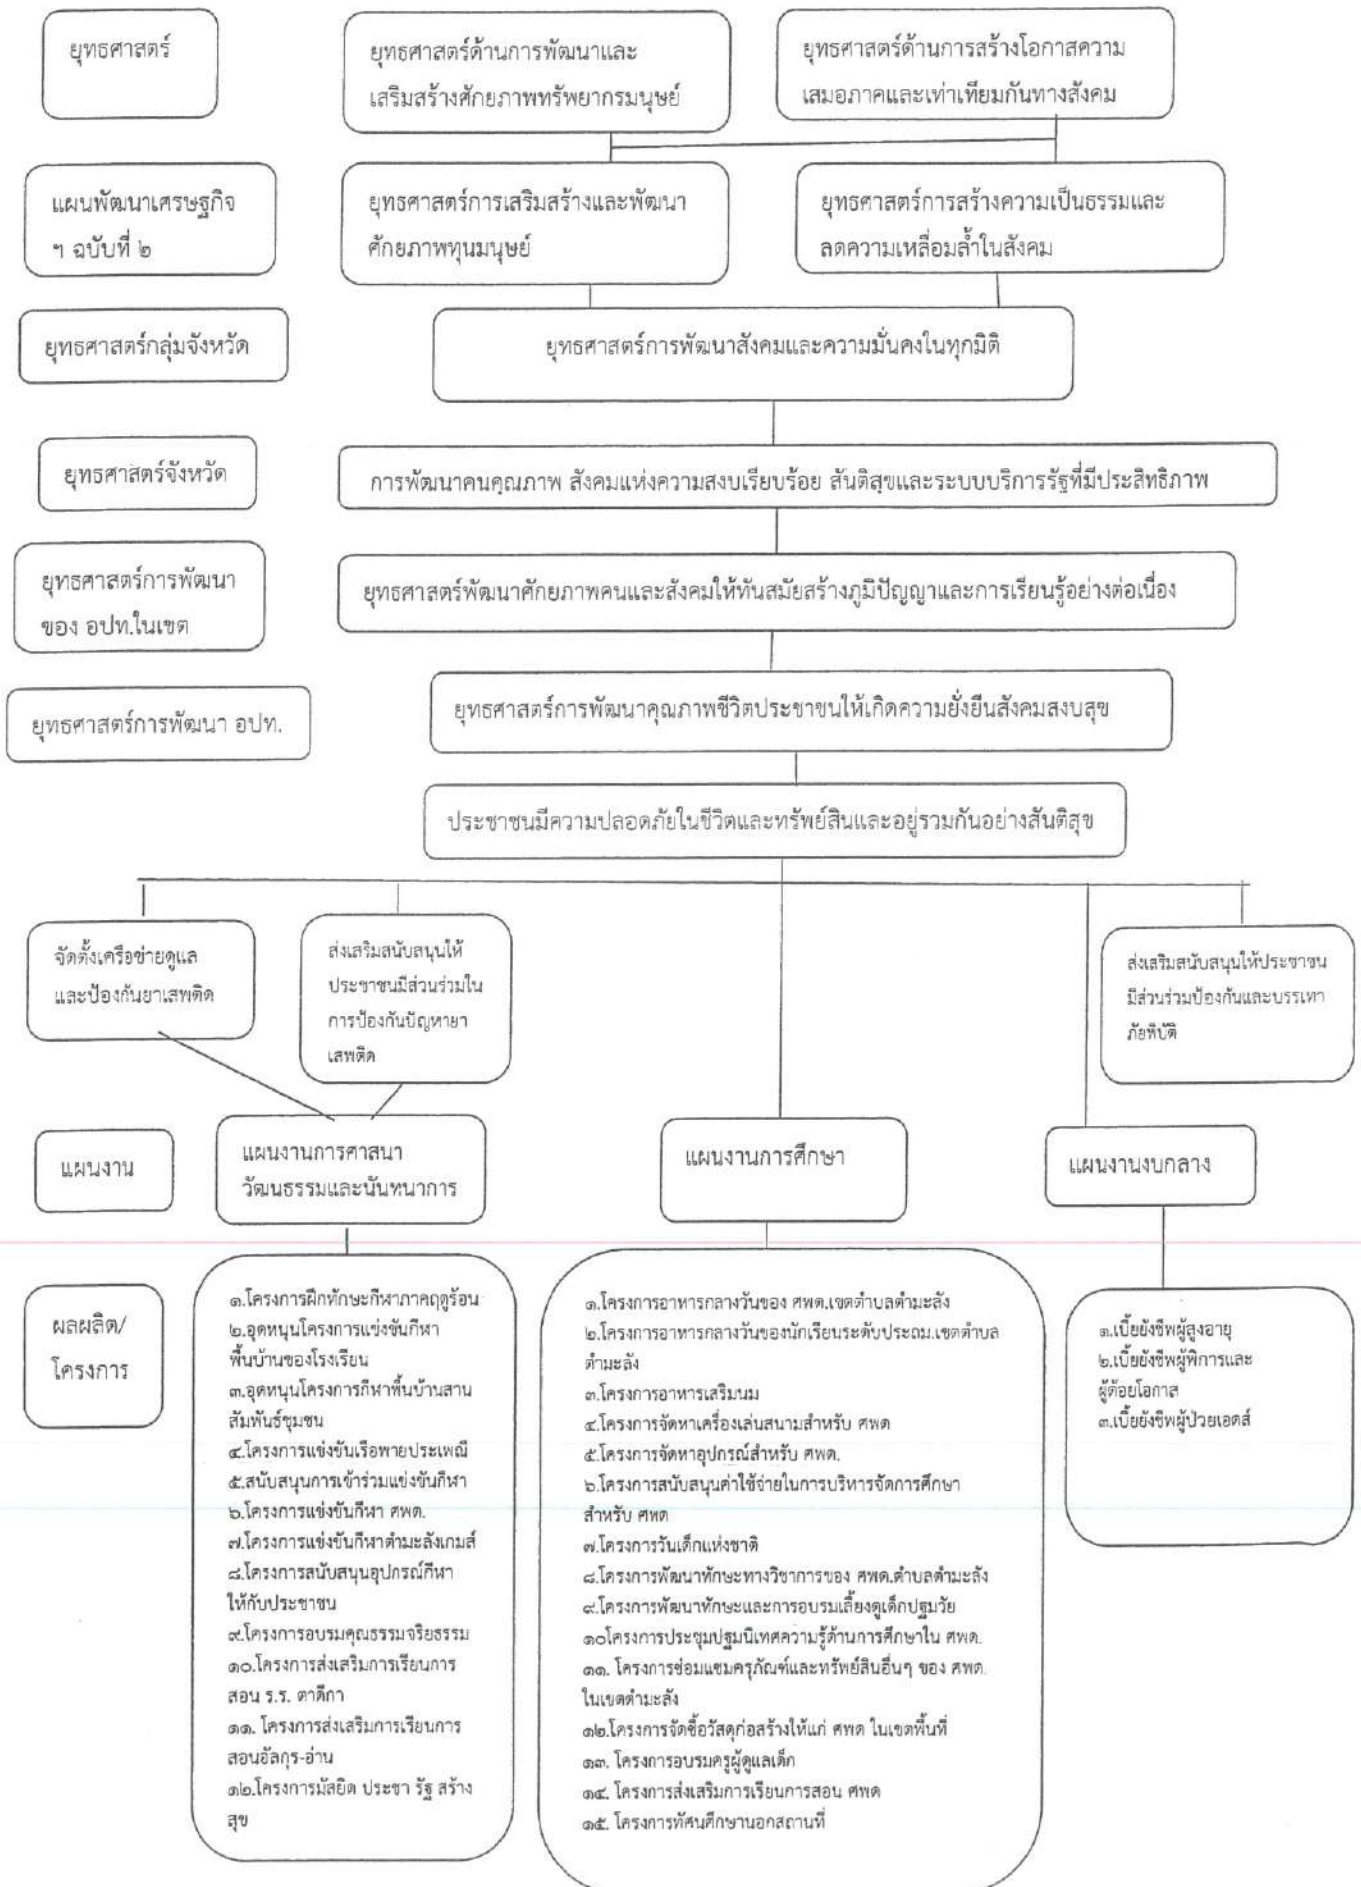 ยุทธศาสตร์
ยุทธศาสตร์ด้านการพัฒนาและ
เสริมสร้างศักยภาพทรัพยากรมนุษย์
ยุทธศาสตร์ด้านการสร้างโอกาสความ
เสมอภาคและเท่าเทียมกันทางสังคม
แผนพัฒนาเศรษฐกิจ
ฯ ฉบับที่ ๒
ยุทธศาสตร์การเสริมสร้างและพัฒนา
ศักยภาพทุนมนุษย์
ยุทธศาสตร์การสร้างความเป็นธรรมและ
ลดความเหลื่อมล้ำในสังคม
ยุทธศาสตร์กลุ่มจังหวัด
ยุทธศาสตร์การพัฒนาสังคมและความมั่นคงในทุกมิติ
ยุทธศาสตร์จังหวัด
การพัฒนาคนคุณภาพ สังคมแห่งความสงบเรียบร้อย สันติสุขและระบบบริการรัฐที่มีประสิทธิภาพ
ยุทธศาสตร์การพัฒนา
ของ อปท.ในเขต
ยุทธศาสตร์พัฒนาศักยภาพคนและสังคมให้ทันสมัยสร้างภูมิปัญญาและการเรียนรู้อย่างต่อเนื่อง
ยุทธศาสตร์การพัฒนา อปท.
ยุทธศาสตร์การพัฒนาคุณภาพชีวิตประชาชนให้เกิดความยั่งยืนสังคมสงบสุข
ประชาชนมีความปลอดภัยในชีวิตและทรัพย์สินและอยู่รวมกันอย่างสันติสุข
จัดตั้งเครือข่ายดูแล
และป้องกันยาเสพติด
ส่งเสริมสนับสนุนให้
ประชาชนมีส่วนร่วมใน
การป้องกันปัญหายา
เสพติด
ส่งเสริมสนับสนุนให้ประชาชน
มีส่วนร่วมป้องกันและบรรเทา
ภัยพิบัติ
แผนงาน
แผนงานการศาสนา
วัฒนธรรมและนันทนาการ
แผนงานการศึกษา
แผนงานงบกลาง
ผลผลิต/
โครงการ
๑.โครงการฝึกทักษะกีฬาภาคฤดูร้อน
๒.อุดหนุนโครงการแข่งขันกีฬา
พื้นบ้านของโรงเรียน
๓.อุดหนุนโครงการกีฬาพื้นบ้านสาน
สัมพันธ์ชุมชน
๔.โครงการแข่งขันเรือพายประเพณี
๕.สนับสนุนการเข้าร่วมแข่งขันกีฬา
๖.โครงการแข่งขันกีฬา ศพด.
๗.โครงการแข่งขันกีฬาตำมะลังเกมส์
๘.โครงการสนับสนุนอุปกรณ์กีฬา
ให้กับประชาชน
๙.โครงการอบรมคุณธรรมจริยธรรม
๑๐.โครงการส่งเสริมการเรียนการ
สอน ร.ร. ตาดีกา
๑๑. โครงการส่งเสริมการเรียนการ
สอนอัลกุร-อ่าน
๑๒.โครงการมัสยิด ประชา รัฐ สร้าง
สุข
๑.โครงการอาหารกลางวันของ ศพด.เขตตำบลตำมะลัง
๒.โครงการอาหารกลางวันของนักเรียนระดับประถม.เขตตำบล
ตำมะลัง
๓.โครงการอาหารเสริมนม
๔.โครงการจัดหาเครื่องเล่นสนามสำหรับ ศพด
๕.โครงการจัดหาอุปกรณ์สำหรับ ศพด.
๖.โครงการสนับสนุนค่าใช้จ่ายในการบริหารจัดการศึกษา
สำหรับ ศพด
๗.โครงการวันเด็กแห่งชาติ
๘.โครงการพัฒนาทักษะทางวิชาการของ ศพด.ตำบลตำมะลัง
๙.โครงการพัฒนาทักษะและการอบรมเลี้ยงดูเด็กปฐมวัย
๑๐โครงการประชุมปฐมนิเทศความรู้ด้านการศึกษาใน ศพด.
๑๑. โครงการซ่อมแซมครุภัณฑ์และทรัพย์สินอื่นๆ ของ ศพด.
ในเขตตำมะลัง
๑๒.โครงการจัดซื้อวัสดุก่อสร้างให้แก่ ศพด ในเขตพื้นที่
๑๓. โครงการอบรมครูผู้ดูแลเด็ก
๑๔. โครงการส่งเสริมการเรียนการสอน ศพด
๑๕. โครงการทัศนศึกษานอกสถานที่
๑.เบี้ยยังชีพผู้สูงอายุ
๒.เบี้ยยังชีพผู้พิการและ
ผู้ด้อยโอกาส
๓.เบี้ยยังชีพผู้ป่วยเอดส์